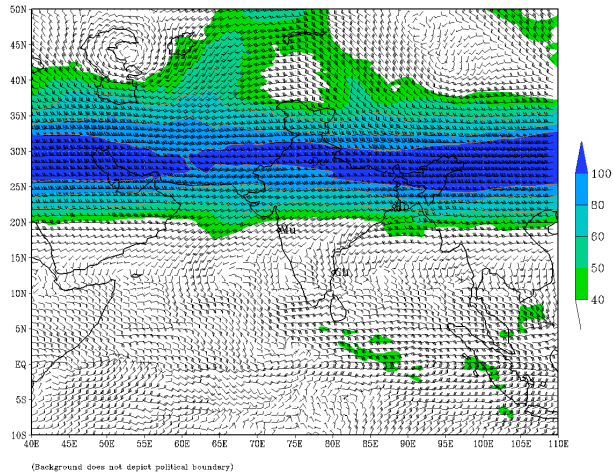 50N
45N
40N
35N
30N
25N
20N
15N
10N
5N
EQ
5S
10S
40E 45E 50E 55E 60E 65E 70E 75E 80E 85E 90E 95E 100E 105E 110E
100
80
60
50
40
Mu
(Background does not depict political boundary)